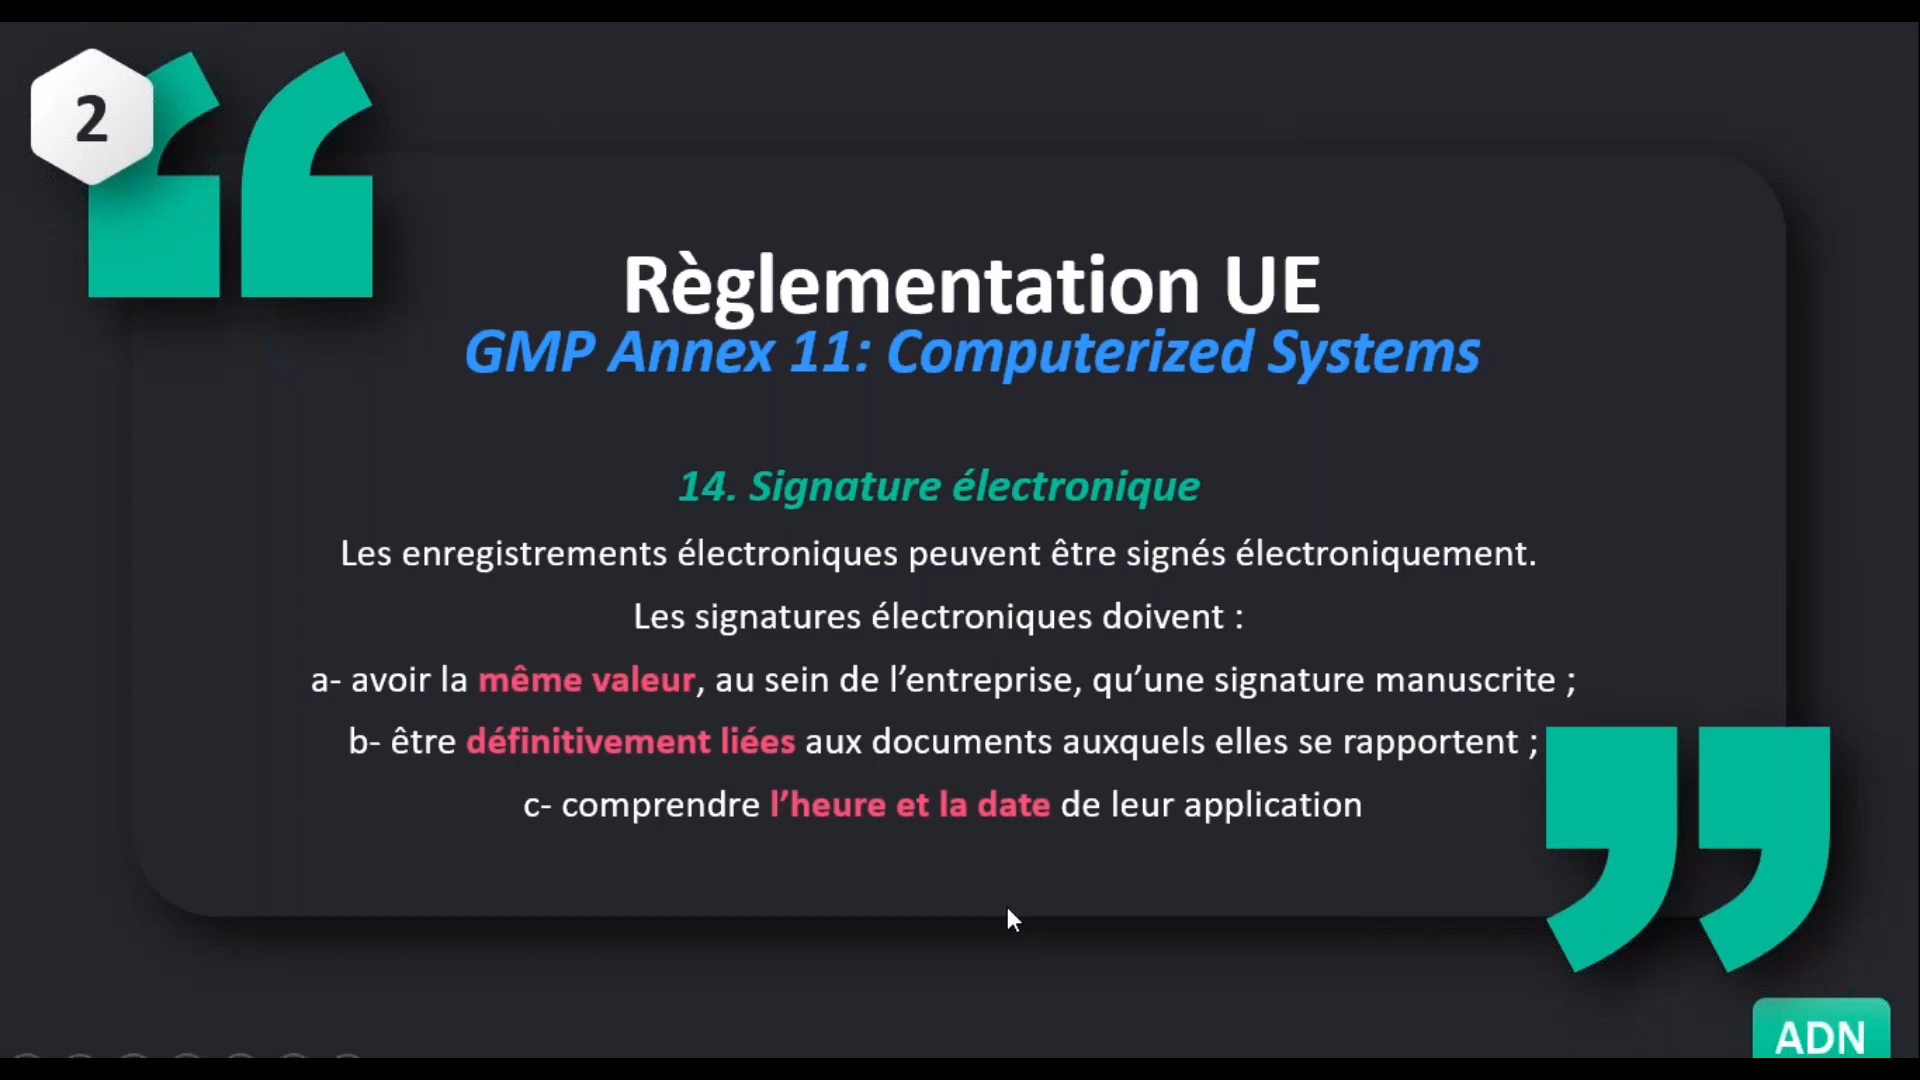 2
Règlementation UE
GMP Annex 11: Computerized Systems
14. Signature électronique
Les enregistrements électroniques peuvent être signés électroniquement.
Les signatures électroniques doivent :
a- avoir la même valeur, au sein de l’entreprise, qu’une signature manuscrite ;
b- être définitivement liées aux documents auxquels elles se rapportent ;
c- comprendre l’heure et la date de leur application
ADN